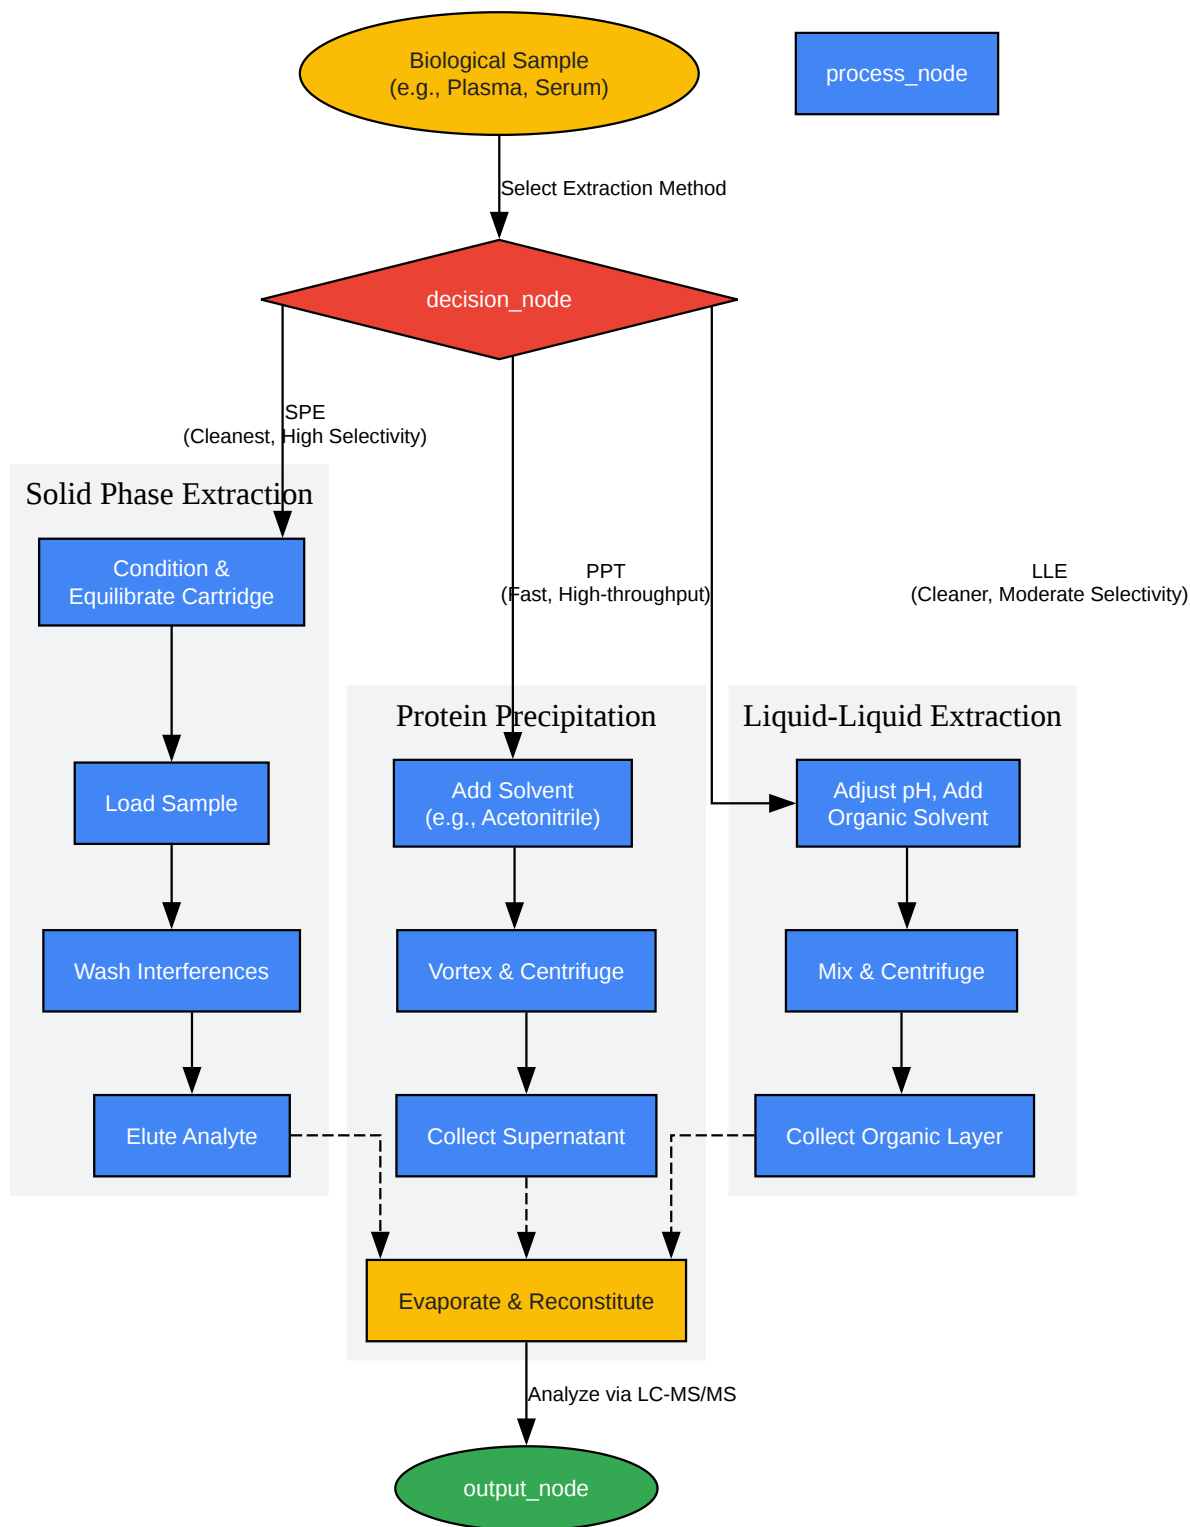 Biological Sample
(e.g., Plasma, Serum)
process_node
Select Extraction Method
decision_node
SPE
(Cleanest, High Selectivity)
Solid Phase Extraction
Condition &
Equilibrate Cartridge
PPT
(Fast, High-throughput)
LLE
(Cleaner, Moderate Selectivity)
Protein Precipitation
Liquid-Liquid Extraction
Load Sample
Add Solvent
(e.g., Acetonitrile)
Adjust pH, Add
Organic Solvent
Wash Interferences
Vortex & Centrifuge
Mix & Centrifuge
Elute Analyte
Collect Supernatant
Collect Organic Layer
Evaporate & Reconstitute
Analyze via LC-MS/MS
output_node